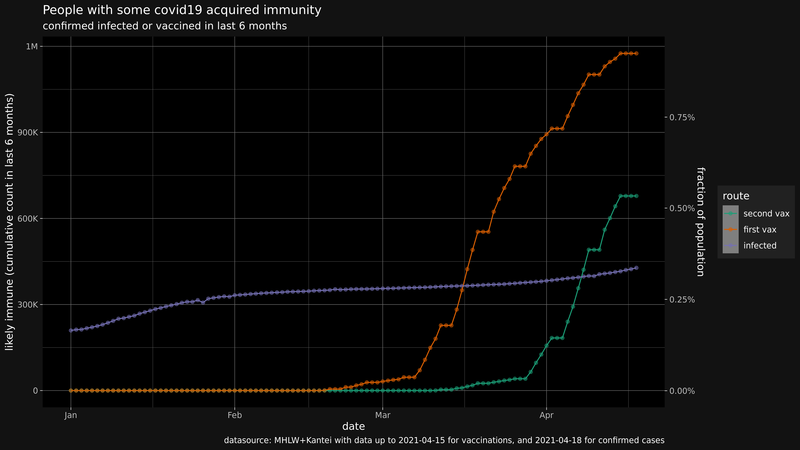 People with some covid19 acquired immunity
confirmed infected or vaccined in last 6 months
likely immune (cumulative count in last 6 months)
1M
900K
600K
300K
0
0.75%
0.50%
0.25%
0.00%
fraction of population
route
second vax
first vax
infected
Jan
Feb
Mar
Apr
date
datasource: MHLW+Kantei with data up to 2021-04-15 for vaccinations, and 2021-04-18 for confirmed cases